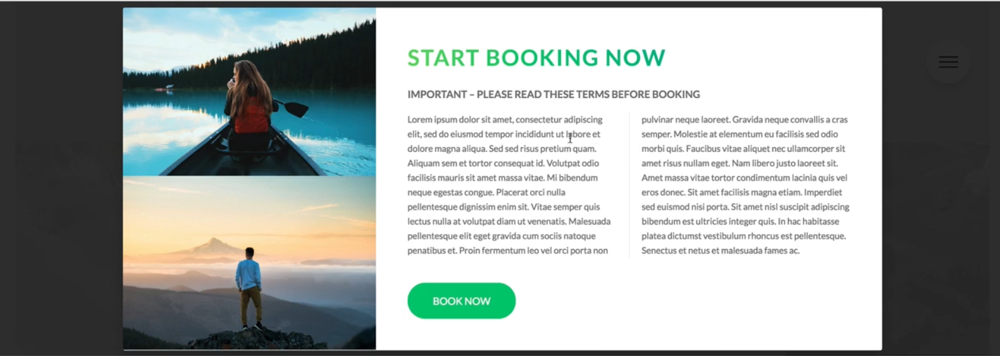 START BOOKING NOW
IMPORTANT – PLEASE READ THESE TERMS BEFORE BOOKING
Lorem ipsum dolor sit amet, consectetur adipiscing
elit, sed do eiusmod tempor incididunt ut labore et
dolore magna aliqua. Sed sed risus pretium quam.
Aliquam sem et tortor consequat id. Volutpat odio
facilisis mauris sit amet massa vitae. Mi bibendum
neque egestas congue. Placerat orci nulla
pellentesque dignissim enim sit. Vitae semper quis
lectus nulla at volutpat diam ut venenatis. Malesuada
pellentesque elit eget gravida cum sociis natoque
penatibus et. Proin fermentum leo vel orci porta non
pulvinar neque laoreet. Gravida neque convallis a cras
semper. Molestie at elementum eu facilisis sed odio
morbi quis. Faucibus vitae aliquet nec ullamcorper sit
amet risus nullam eget. Nam libero justo laoreet sit.
Amet massa vitae tortor condimentum lacinia quis vel
eros donec. Sit amet facilisis magna etiam. Imperdiet
sed euismod nisi porta. Sit amet nisl suscipit adipiscing
bibendum est ultricies integer quis. In hac habitasse
platea dictumst vestibulum rhoncus est pellentesque.
Senectus et netus et malesuada fames ac.
BOOK NOW